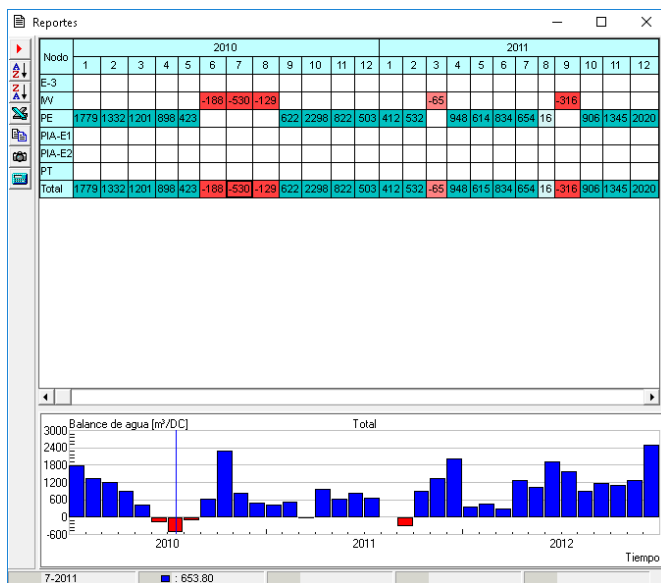 Reportes
Nodo 2010 2011
1 2 3 4 5 6 7 8 9 10 11 12 1 2 3 4 5 6 7 8 9 10 11 12
E-3
IW -188 -530 -129 -65 -316
PE 1779 1332 1201 898 423 622 2298 822 503 412 532 948 614 834 654 16 906 1345 2020
PIA-E1
PIA-E2
PT
Total 1779 1332 1201 898 423 -188 -530 -129 622 2298 822 503 412 532 -65 948 615 834 654 16 -316 906 1345 2020
Balance de agua [m³/DC] Total
3000
2400
1800
1200
600
0
-600
2010 2011 2012
Tiempo
7-2011 : 653.80